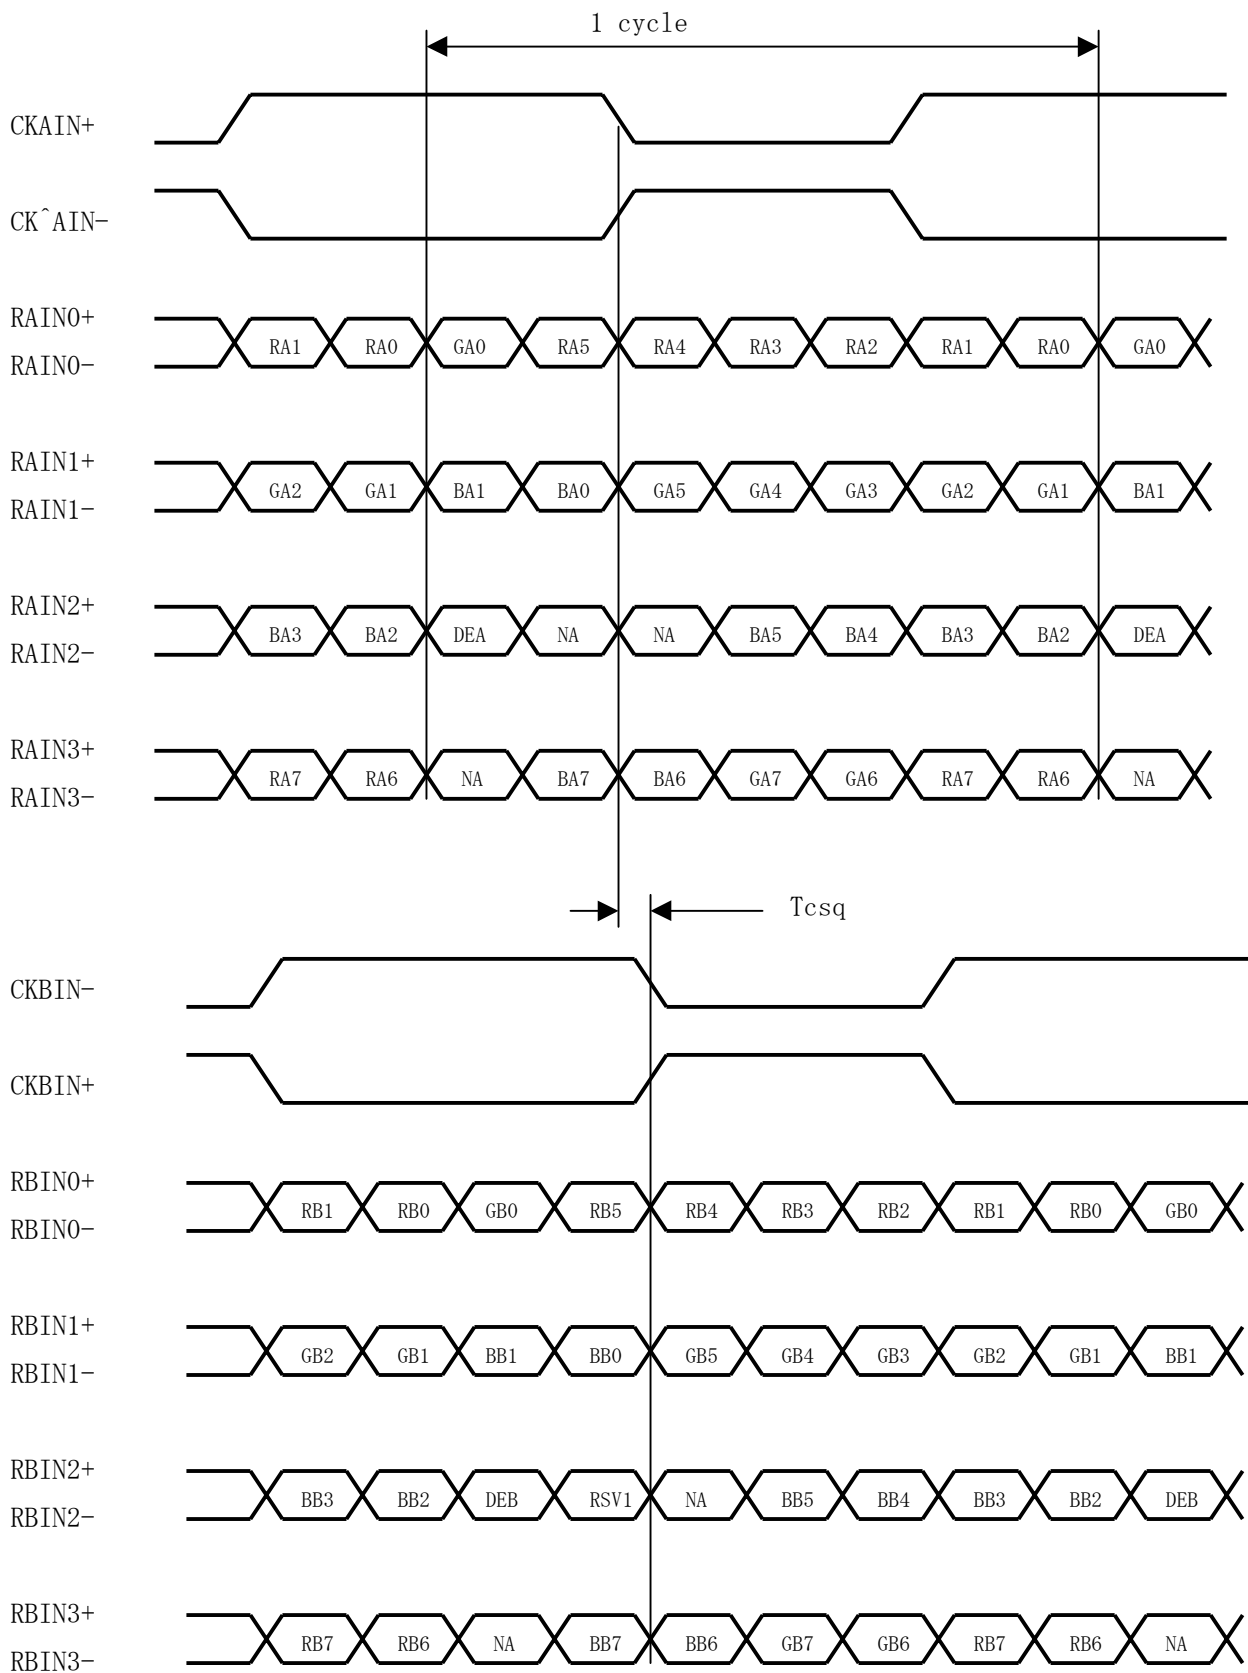 1 cycle
CKAIN+
CK^AIN-
RAIN0+
RA1 RA0 GA0 RA5 RA4 RA3 RA2 RA1 RA0 GA0
RAIN0-
RAIN1+
GA2 GA1 BA1 BA0 GA5 GA4 GA3 GA2 GA1 BA1
RAIN1-
RAIN2+
BA3 BA2 DEA NA NA BA5 BA4 BA3 BA2 DEA
RAIN2-
RAIN3+
RA7 RA6 NA BA7 BA6 GA7 GA6 RA7 RA6 NA
RAIN3-
Tcsq
CKBIN-
CKBIN+
RBIN0+
RB1 RB0 GB0 RB5 RB4 RB3 RB2 RB1 RB0 GB0
RBIN0-
RBIN1+
GB2 GB1 BB1 BB0 GB5 GB4 GB3 GB2 GB1 BB1
RBIN1-
RBIN2+
BB3 BB2 DEB RSV1 NA BB5 BB4 BB3 BB2 DEB
RBIN2-
RBIN3+
RB7 RB6 NA BB7 BB6 GB7 GB6 RB7 RB6 NA
RBIN3-